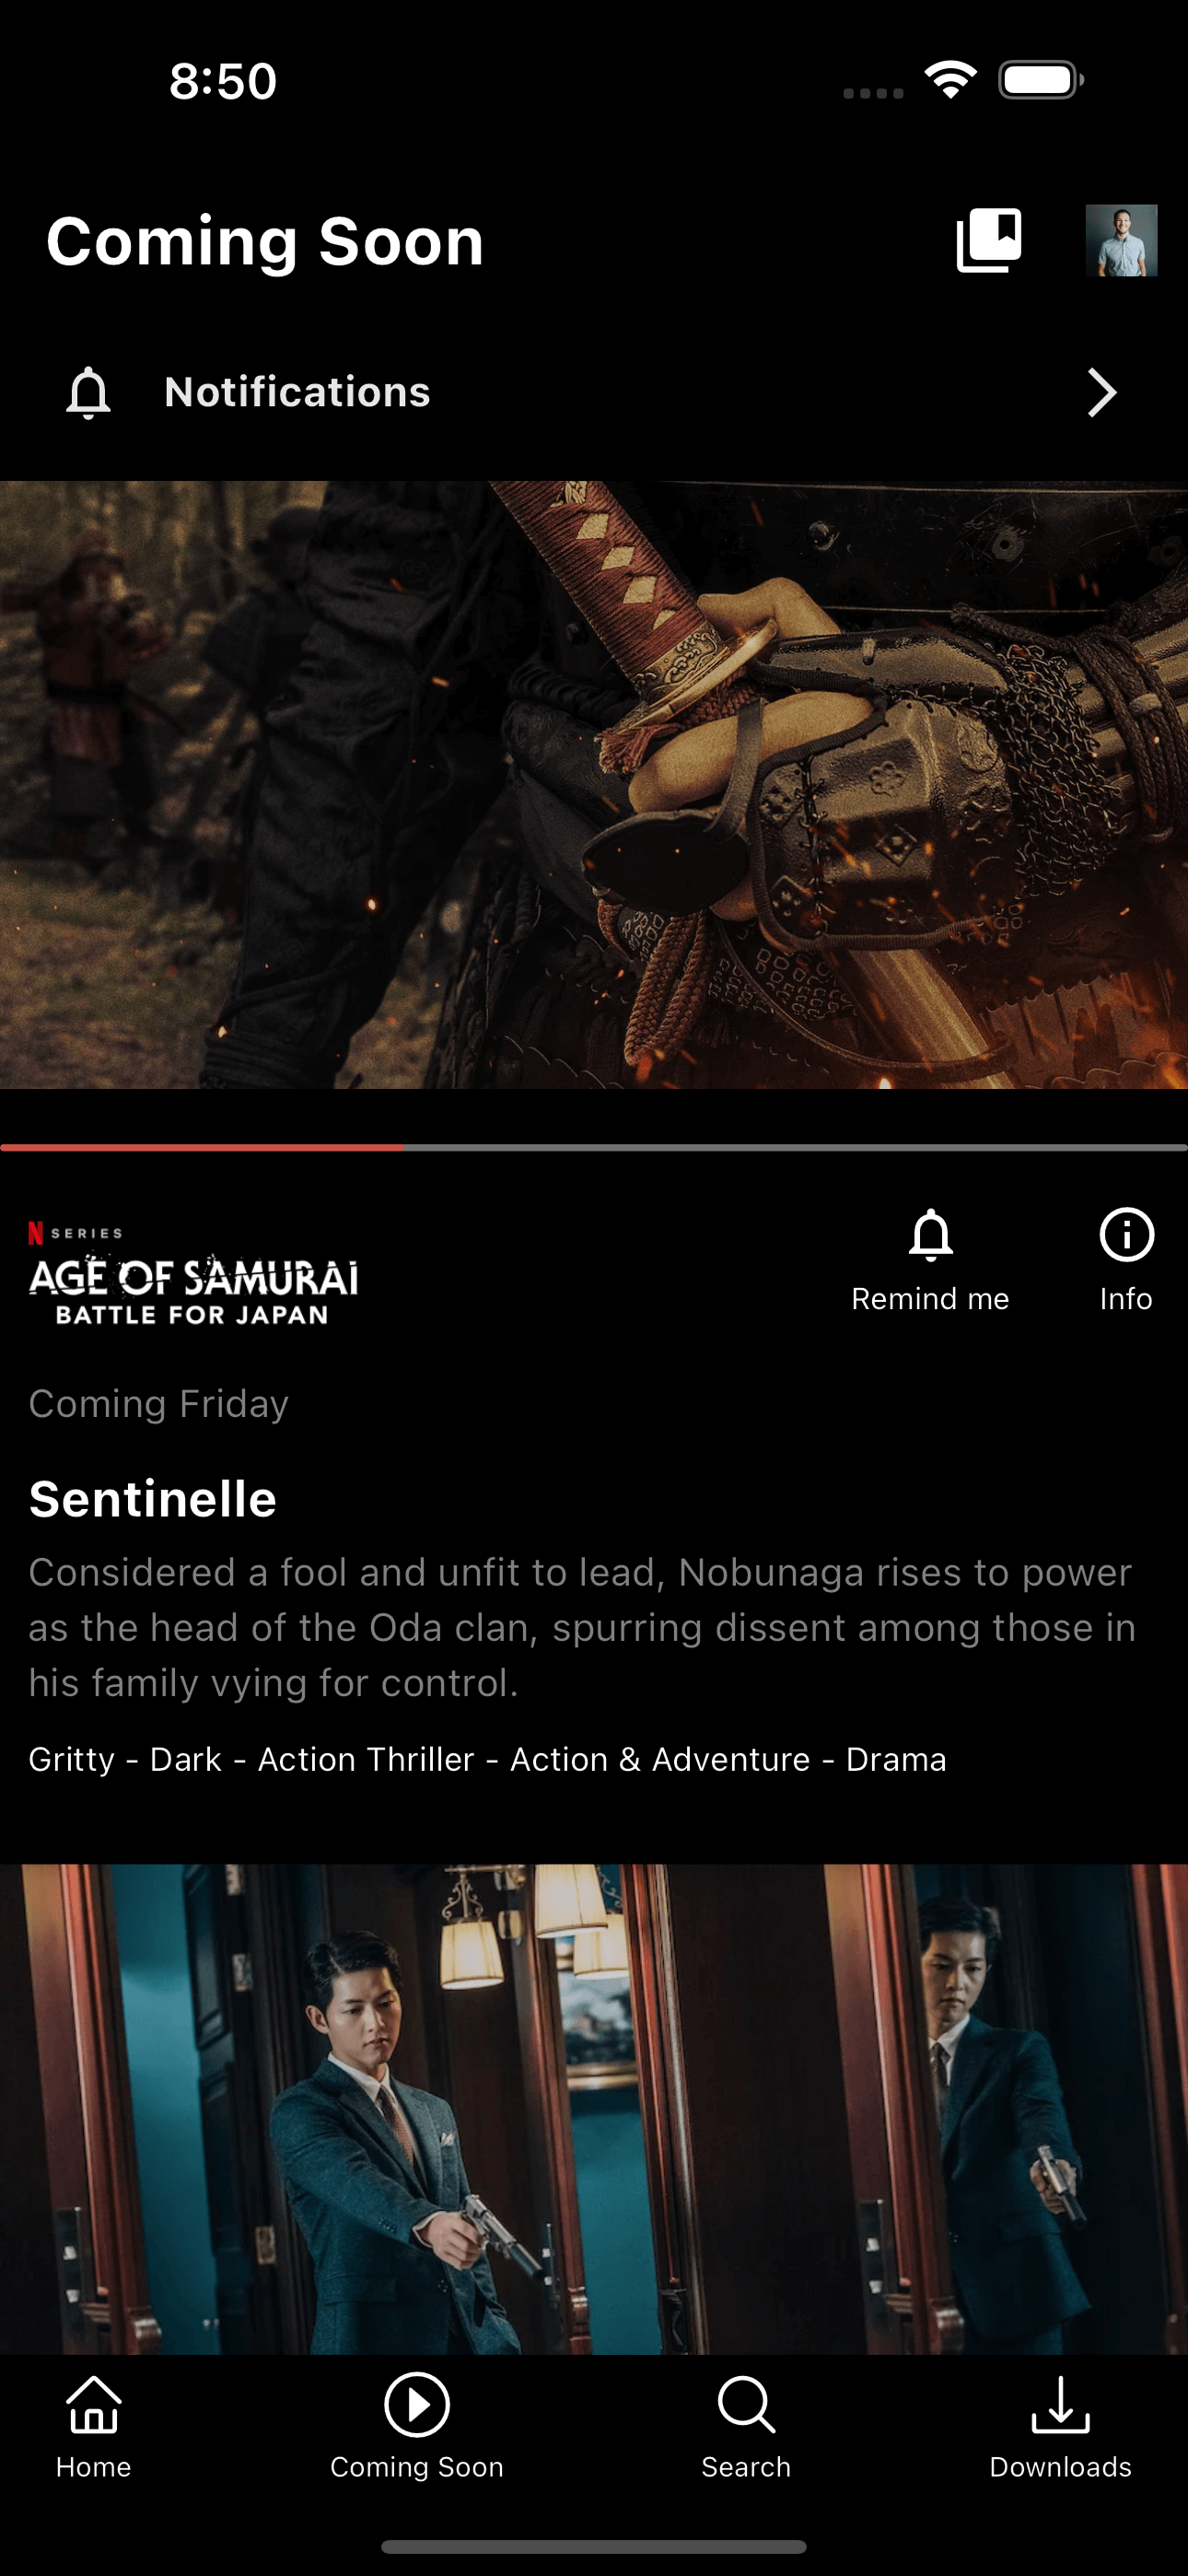 8:50
Coming Soon
Notifications
N SERIES
AGE OF SAMURAI
BATTLE FOR JAPAN
Remind me
Info
Coming Friday
Sentinelle
Considered a fool and unfit to lead, Nobunaga rises to power
as the head of the Oda clan, spurring dissent among those in
his family vying for control.
Gritty - Dark - Action Thriller - Action & Adventure - Drama
Home
Coming Soon
Search
Downloads